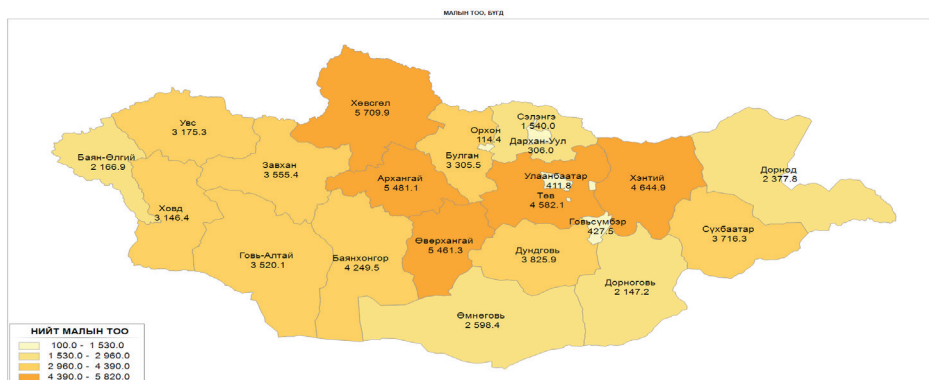 МАЛЫН ТОО, БҮГД
Хөвсгөл
5 709.9
Увс
3 175.3
Сэлэнгэ
1 540.0
Орхон
114.4
Дархан-Уул
306.0
Баян-Өлгий
2 166.9
Завхан
3 555.4
Булган
3 305.5
Архангай
5 481.1
Улаанбаатар
411.8
Хэнтий
4 644.9
Дорнод
2 377.8
Ховд
3 146.4
Төв
4 582.1
Говьсүмбэр
427.5
Сүхбаатар
3 716.3
Өвөрхангай
5 461.3
Говь-Алтай
3 520.1
Баянхонгор
4 249.5
Дундговь
3 825.9
Дорноговь
2 147.2
Өмнөговь
2 598.4
НИЙТ МАЛЫН ТОО
100.0 - 1 530.0
1 530.0 - 2 960.0
2 960.0 - 4 390.0
4 390.0 - 5 820.0